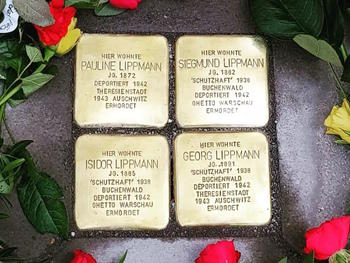 HIER WOHNTE
PAULINE LIPPMANN
JG. 1872
DEPORTIERT 1942
THERESIENSTADT
1943 AUSCHWITZ
ERMORDET
HIER WOHNTE
SIEGMUND LIPPMANN
JG. 1882
"SCHUTZHAFT" 1938
BUCHENWALD
DEPORTIERT 1942
GHETTO WARSCHAU
ERMORDET
HIER WOHNTE
ISIDOR LIPPMANN
JG. 1885
"SCHUTZHAFT" 1938
BUCHENWALD
DEPORTIERT 1942
GHETTO WARSCHAU
ERMORDET
HIER WOHNTE
GEORG LIPPMANN
JG. 1891
"SCHUTZHAFT" 1938
BUCHENWALD
DEPORTIERT 1942
THERESIENSTADT
ERMORDET